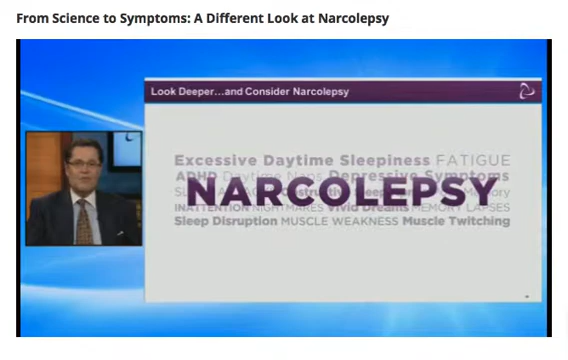 From Science to Symptoms: A Different Look at Narcolepsy
Look Deeper...and Consider Narcolepsy
Excessive Daytime Sleepiness FATIGUE
ADHD Daytime Naps Depressive Symptoms
NARCOLEPSY
INATTENTION NIGHTMARES Vivid Dreams MEMORY LAPSES
Sleep Disruption MUSCLE WEAKNESS Muscle Twitching